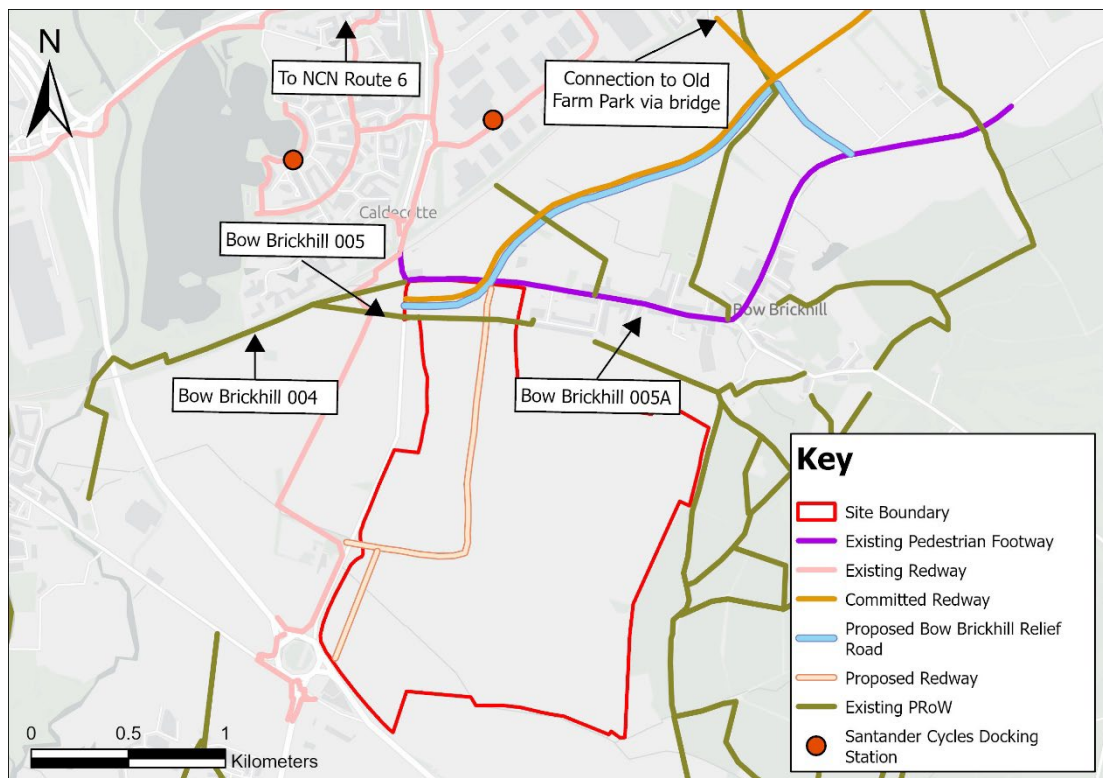 N
To NCN Route 6
Connection to Old
Farm Park via bridge
Caldecotte
Bow Brickhill 005
Bow Brickhill
Bow Brickhill 004
Bow Brickhill 005A
Key
Site Boundary
Existing Pedestrian Footway
Existing Redway
Committed Redway
Proposed Bow Brickhill Relief
Road
Proposed Redway
Existing PRoW
Santander Cycles Docking
Station
0 0.5 1
Kilometers